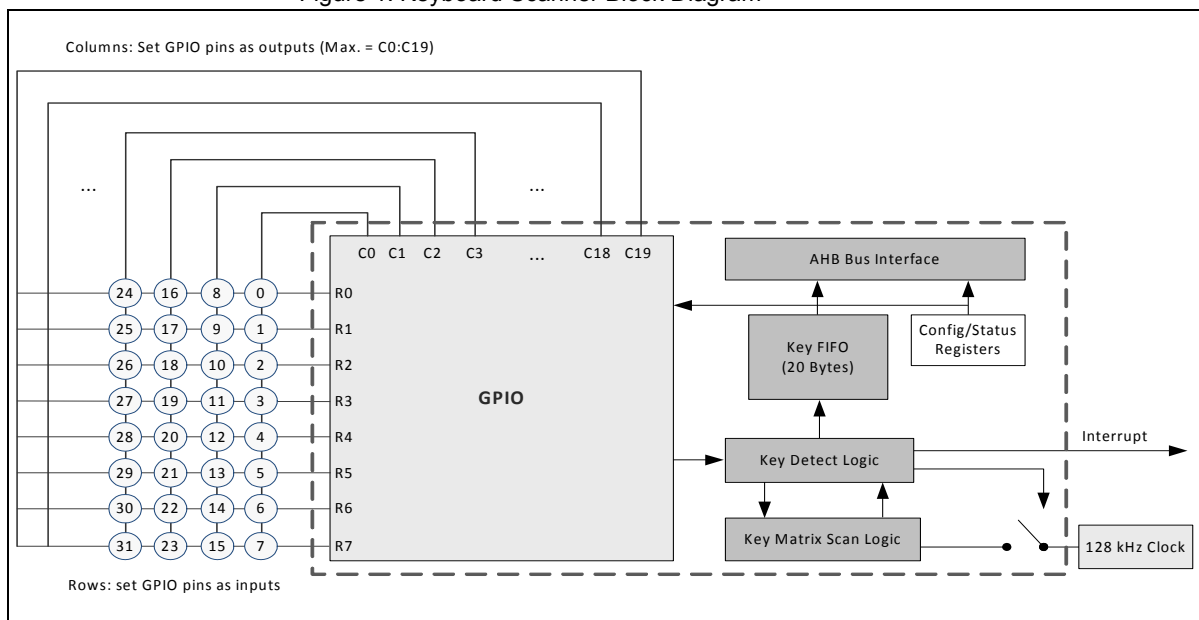 Figure 1. Keyboard Scanner Block Diagram
Columns: Set GPIO pins as outputs (Max. = C0:C19)
...
C0 C1 C2 C3 ... C18 C19
...
24 16 8 0 R0
25 17 9 1 R1
26 18 10 2 R2
27 19 11 3 R3
28 20 12 4 R4
29 21 13 5 R5
30 22 14 6 R6
31 23 15 7 R7
GPIO
AHB Bus Interface
Key FIFO
(20 Bytes)
Config/Status
Registers
Key Detect Logic
Interrupt
Key Matrix Scan Logic
128 kHz Clock
Rows: set GPIO pins as inputs